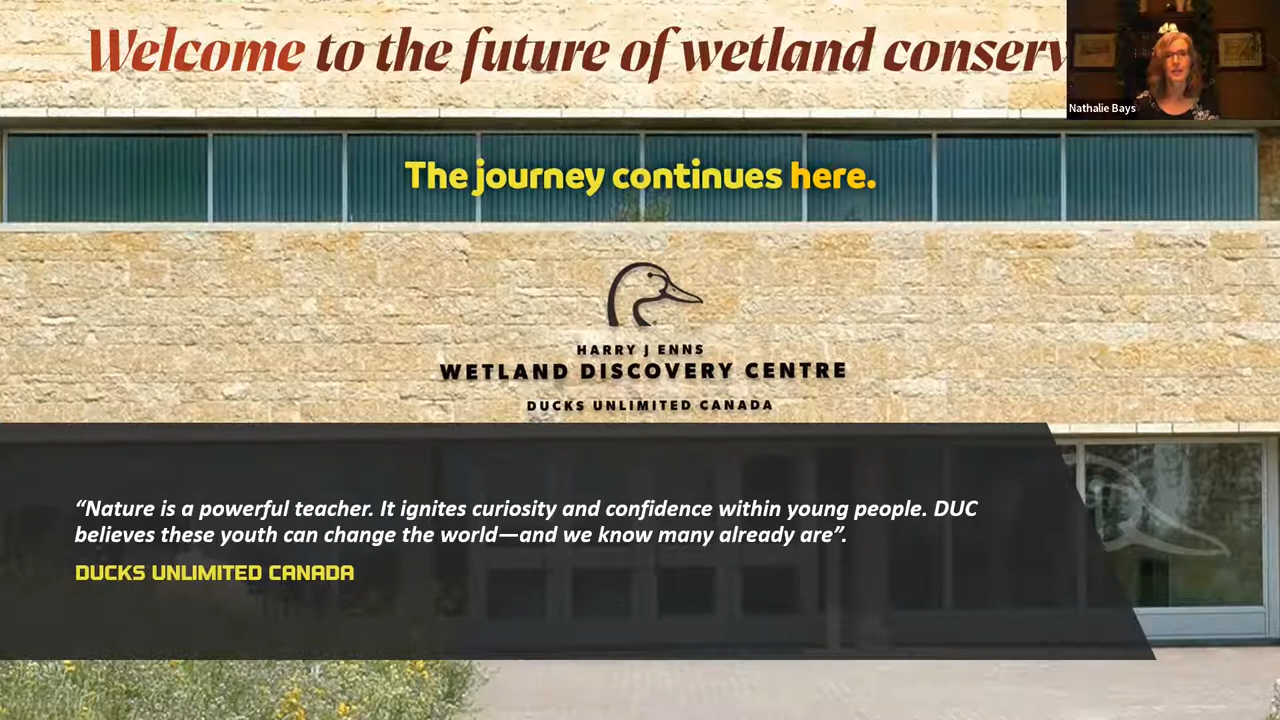 Welcome to the future of wetland conserv
Nathalie Bays
The journey continues here.
HARRY J ENNS
WETLAND DISCOVERY CENTRE
DUCKS UNLIMITED CANADA
“Nature is a powerful teacher. It ignites curiosity and confidence within young people. DUC
believes these youth can change the world—and we know many already are”.
DUCKS UNLIMITED CANADA